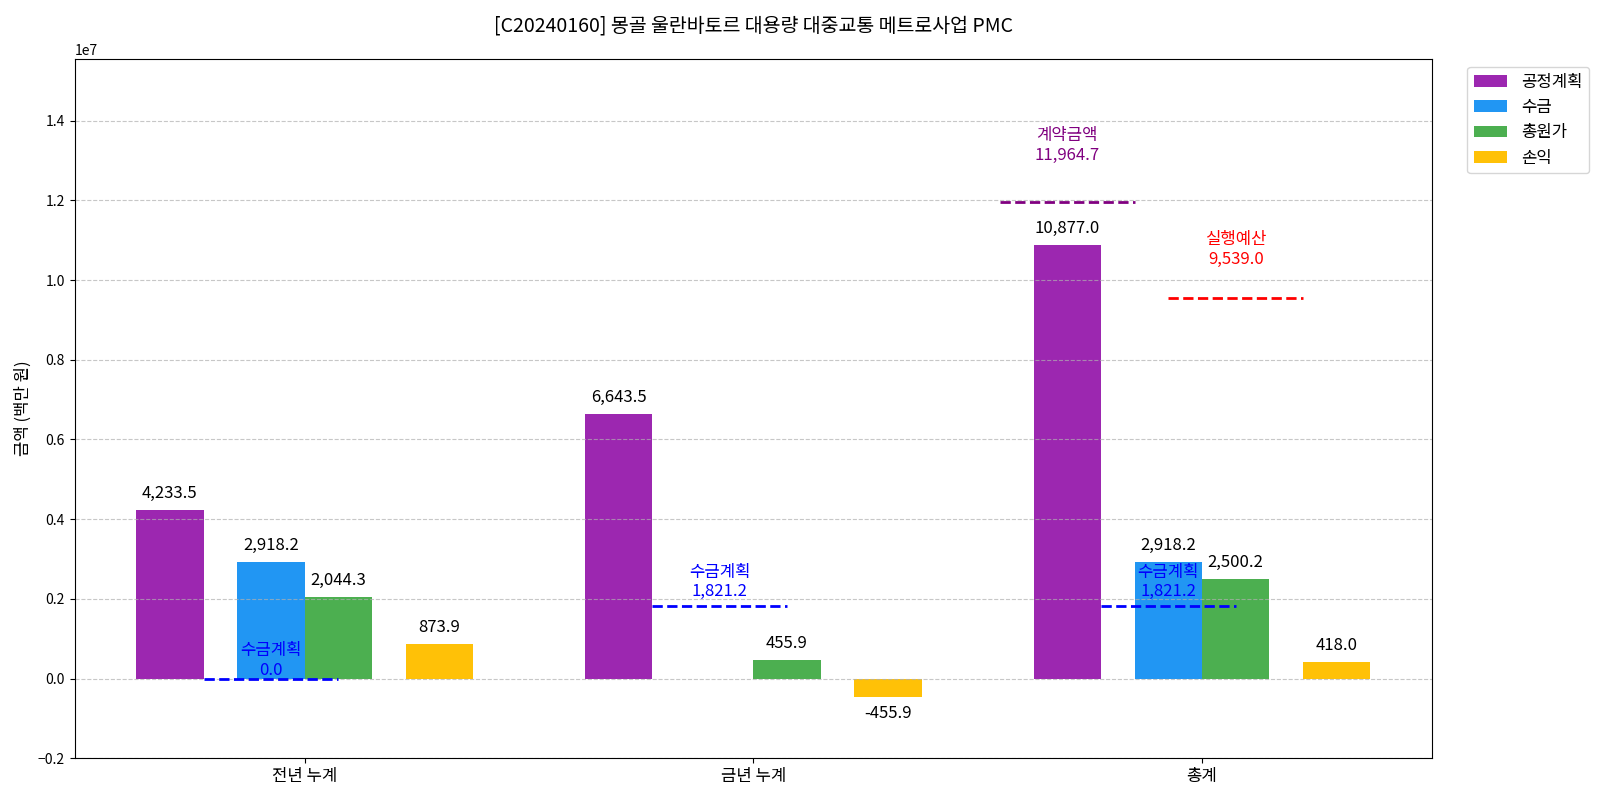 [C20240160] 몽골 울란바토르 대용량 대중교통 메트로사업 PMC
1e7
공정계획
수금
총원가
손익
금액 (백만 원)
1.4
1.2
1.0
0.8
0.6
0.4
0.2
0.0
−0.2
4,233.5
2,918.2
2,044.3
873.9
수금계획
0.0
6,643.5
수금계획
1,821.2
455.9
-455.9
계약금액
11,964.7
10,877.0
실행예산
9,539.0
2,918.2
2,500.2
수금계획
1,821.2
418.0
전년 누계
금년 누계
총계